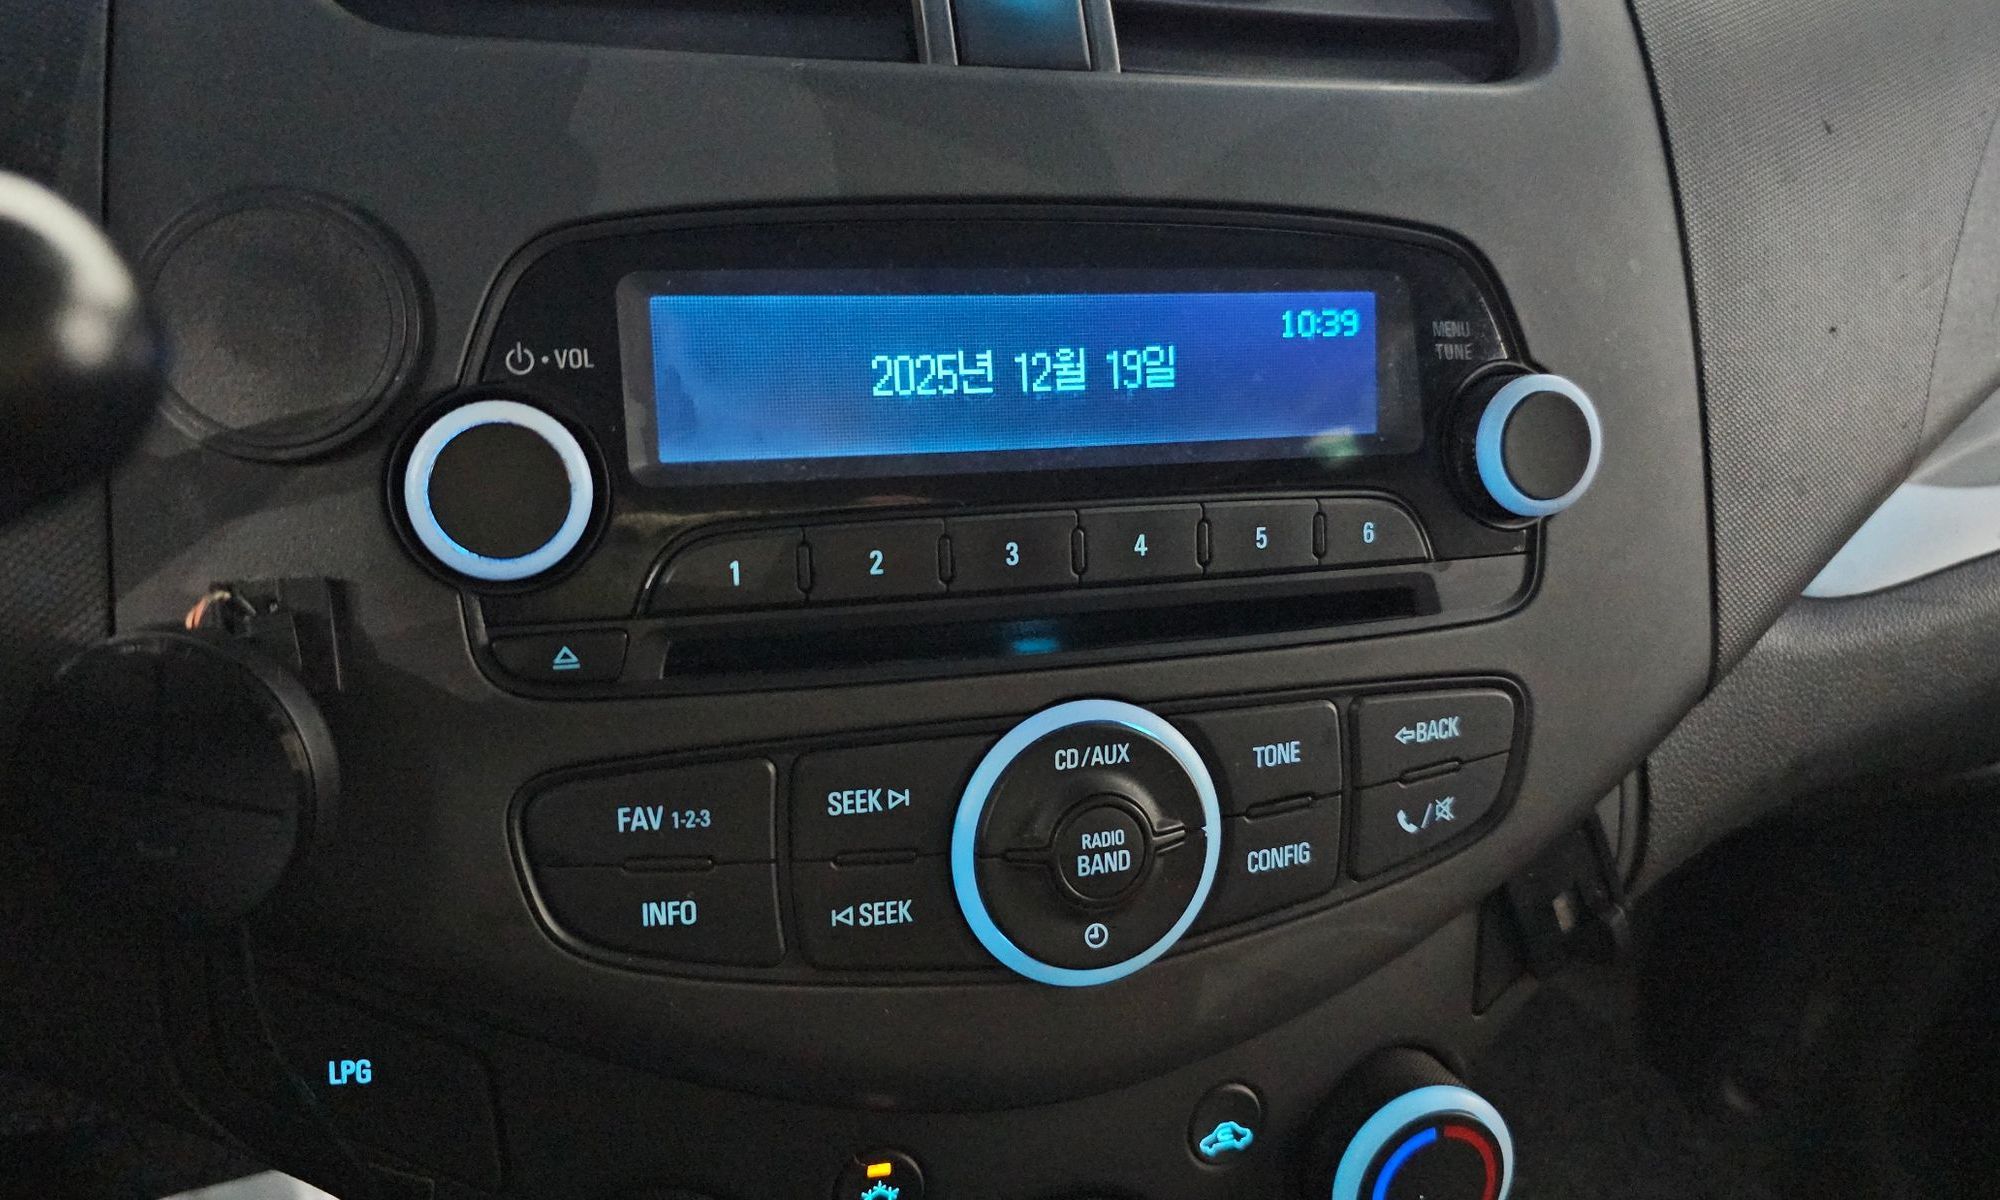 10:39
MENU
TUNE
VOL
2025년 12월 19일
1 2 3 4 5 6
CD/AUX
TONE
BACK
FAV 1-2-3
SEEK
RADIO
BAND
CONFIG
INFO
SEEK
LPG